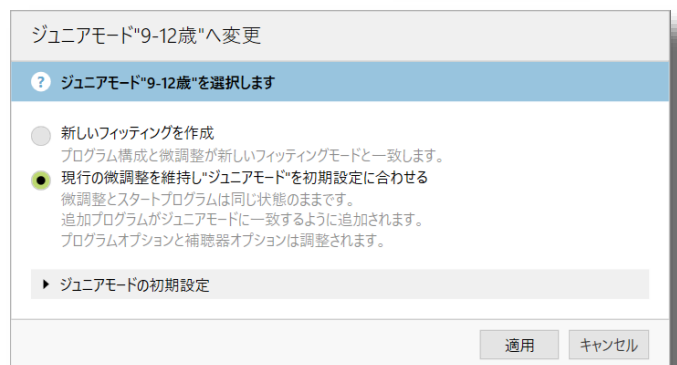 ジュニアモード"9-12歳"へ変更
? ジュニアモード"9-12歳"を選択します
新しいフィッティングを作成
プログラム構成と微調整が新しいフィッティングモードと一致します。
現行の微調整を維持し"ジュニアモード"を初期設定に合わせる
微調整とスタートプログラムは同じ状態のままです。
追加プログラムがジュニアモードに一致するように追加されます。
プログラムオプションと補聴器オプションは調整されます。
ジュニアモードの初期設定
適用 キャンセル